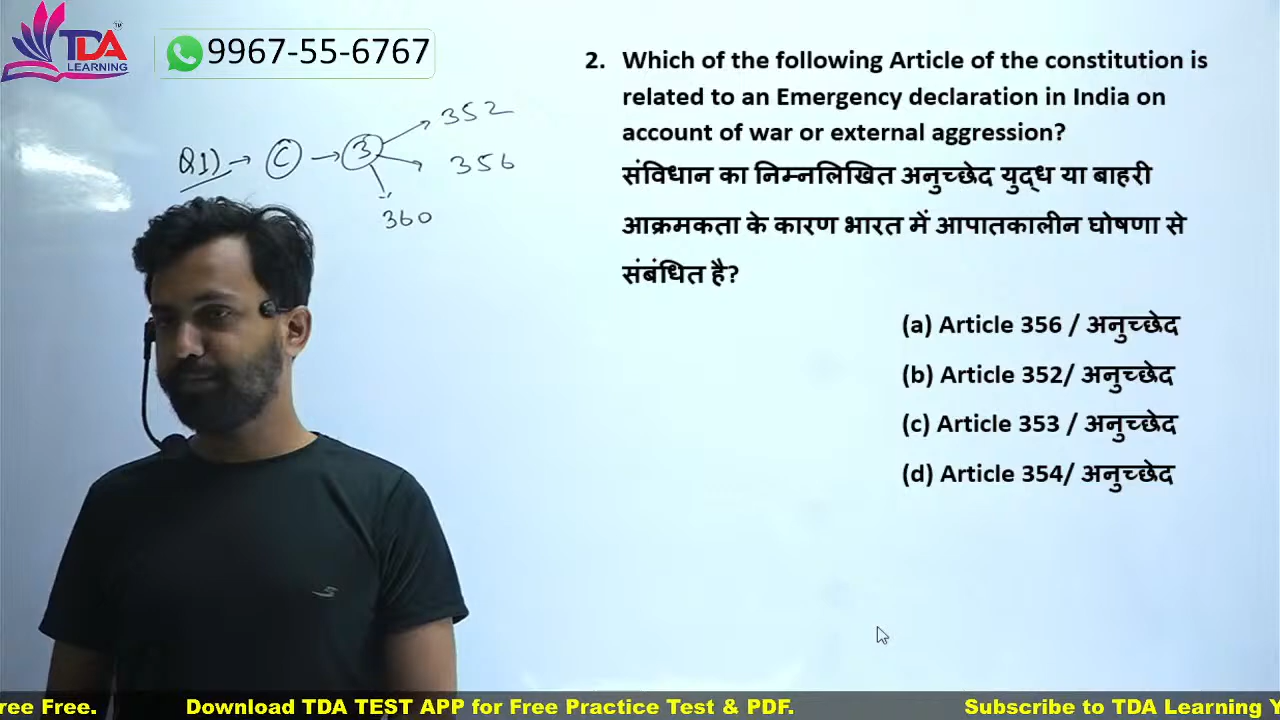 TDA
LEARNING
9967-55-6767
Q1) → C → 3 → 352
356
360
2. Which of the following Article of the constitution is
related to an Emergency declaration in India on
account of war or external aggression?
संविधान का निम्नलिखित अनुच्छेद युद्ध या बाहरी
आक्रमकता के कारण भारत में आपातकालीन घोषणा से
संबंधित है?
(a) Article 356 / अनुच्छेद
(b) Article 352/ अनुच्छेद
(c) Article 353 / अनुच्छेद
(d) Article 354/ अनुच्छेद
ree Free. Download TDA TEST APP for Free Practice Test & PDF. Subscribe to TDA Learning Y